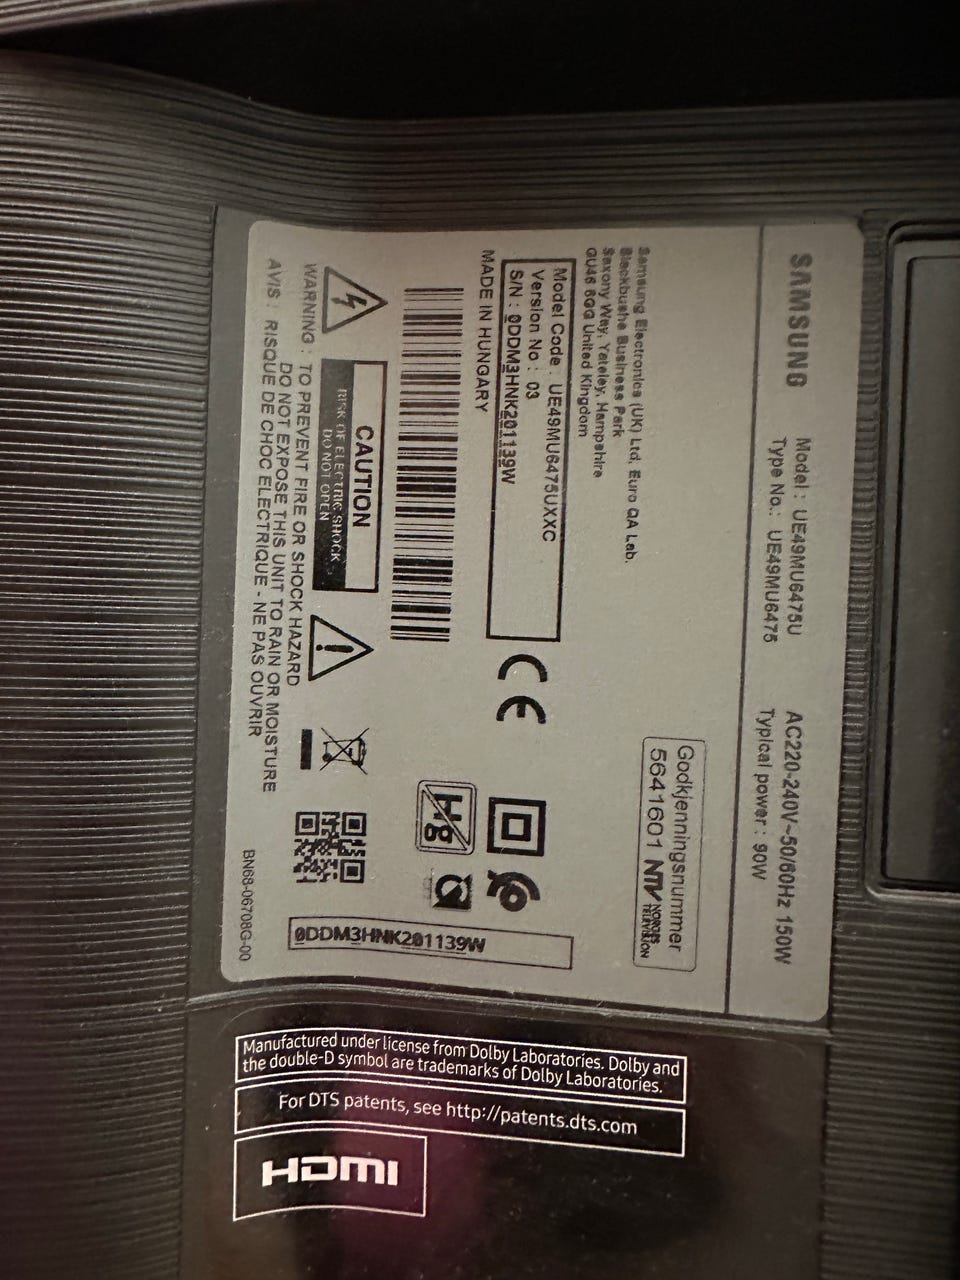 SAMSUNG
Model : UE49MU6475U
Type No.: UE49MU6475
AC220-240V~50/60Hz 150W
Typical power : 90W
Samsung Electronics (UK) Ltd, Euro QA Lab.
Blackbushe Business Park
Saxony Way, Yateley, Hampshire
GU46 6GG United Kingdom
Godkjenningsnummer
5641601 NTV NORGES
TELEVISION
Model Code : UE49MU6475UXXC
Version No : 03
S/N : 0DDM3HNK201139W
MADE IN HUNGARY
CE
Hg
CAUTION
RISK OF ELECTRIC SHOCK
DO NOT OPEN
WARNING : TO PREVENT FIRE OR SHOCK HAZARD
DO NOT EXPOSE THIS UNIT TO RAIN OR MOISTURE
AVIS : RISQUE DE CHOC ELECTRIQUE - NE PAS OUVRIR
0DDM3HNK201139W
BN68-06708G-00
Manufactured under license from Dolby Laboratories. Dolby and
the double-D symbol are trademarks of Dolby Laboratories.
For DTS patents, see http://patents.dts.com
HDMI